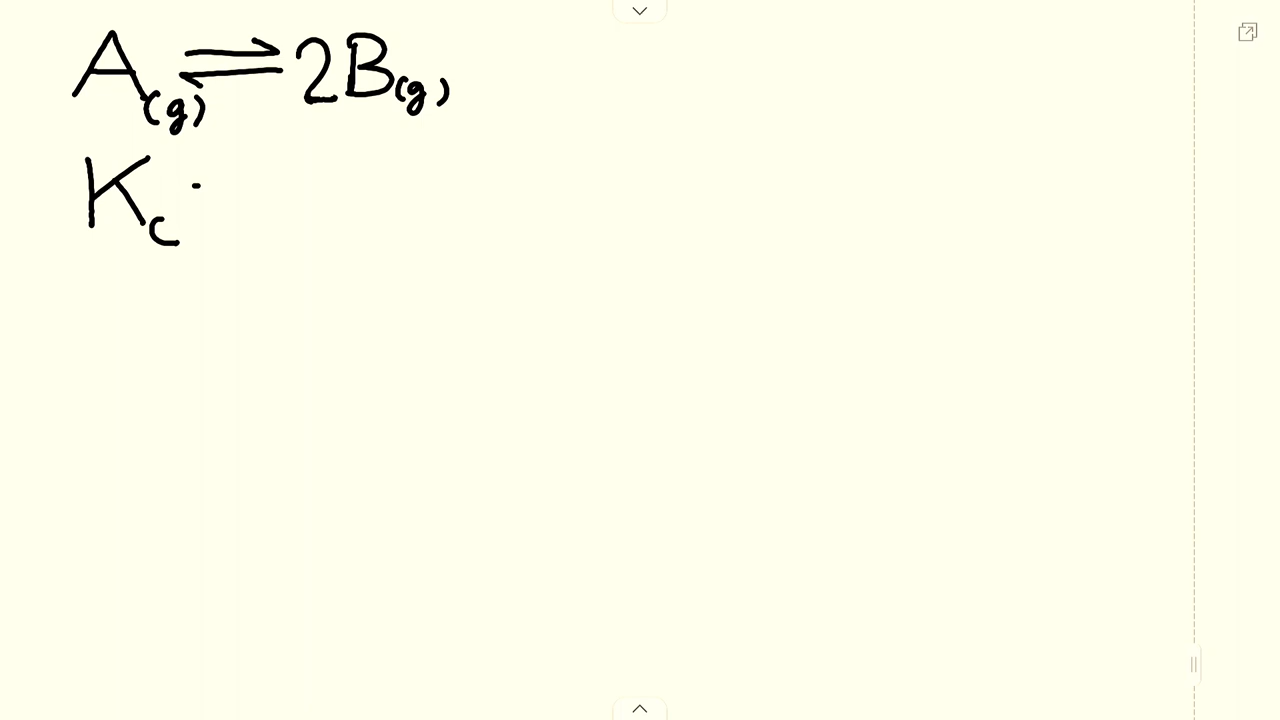 A(g) ⇌ 2B(g)
Kc -